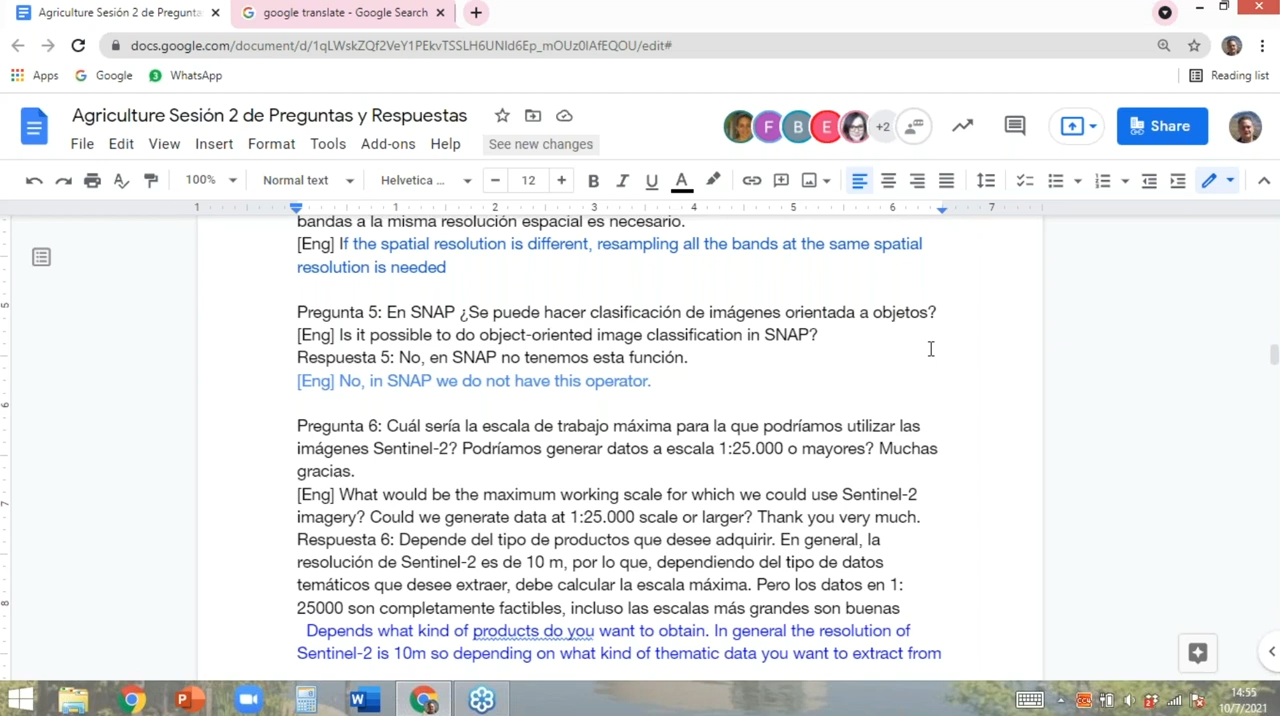 Agriculture Sesión 2 de Pregunta
google translate - Google Search
docs.google.com/document/d/1qLWskZQf2VeY1PEkvTSSLH6UNId6Ep_mOUz0IAfEQOU/edit#
Apps
Google
WhatsApp
Reading list
Agriculture Sesión 2 de Preguntas y Respuestas
F
B
E
+2
Share
File Edit View Insert Format Tools Add-ons Help See new changes
100% Normal text Helvetica ... 12 B I U A
1 1 2 3 4 5 6 7
bandas a la misma resolución espacial es necesario.
[Eng] If the spatial resolution is different, resampling all the bands at the same spatial
resolution is needed
Pregunta 5: En SNAP ¿Se puede hacer clasificación de imágenes orientada a objetos?
[Eng] Is it possible to do object-oriented image classification in SNAP?
Respuesta 5: No, en SNAP no tenemos esta función.
[Eng] No, in SNAP we do not have this operator.
Pregunta 6: Cuál sería la escala de trabajo máxima para la que podríamos utilizar las
imágenes Sentinel-2? Podríamos generar datos a escala 1:25.000 o mayores? Muchas
gracias.
[Eng] What would be the maximum working scale for which we could use Sentinel-2
imagery? Could we generate data at 1:25.000 scale or larger? Thank you very much.
Respuesta 6: Depende del tipo de productos que desee adquirir. En general, la
resolución de Sentinel-2 es de 10 m, por lo que, dependiendo del tipo de datos
temáticos que desee extraer, debe calcular la escala máxima. Pero los datos en 1:
25000 son completamente factibles, incluso las escalas más grandes son buenas
Depends what kind of products do you want to obtain. In general the resolution of
Sentinel-2 is 10m so depending on what kind of thematic data you want to extract from
5
6
7
8
14:55
10/7/2021